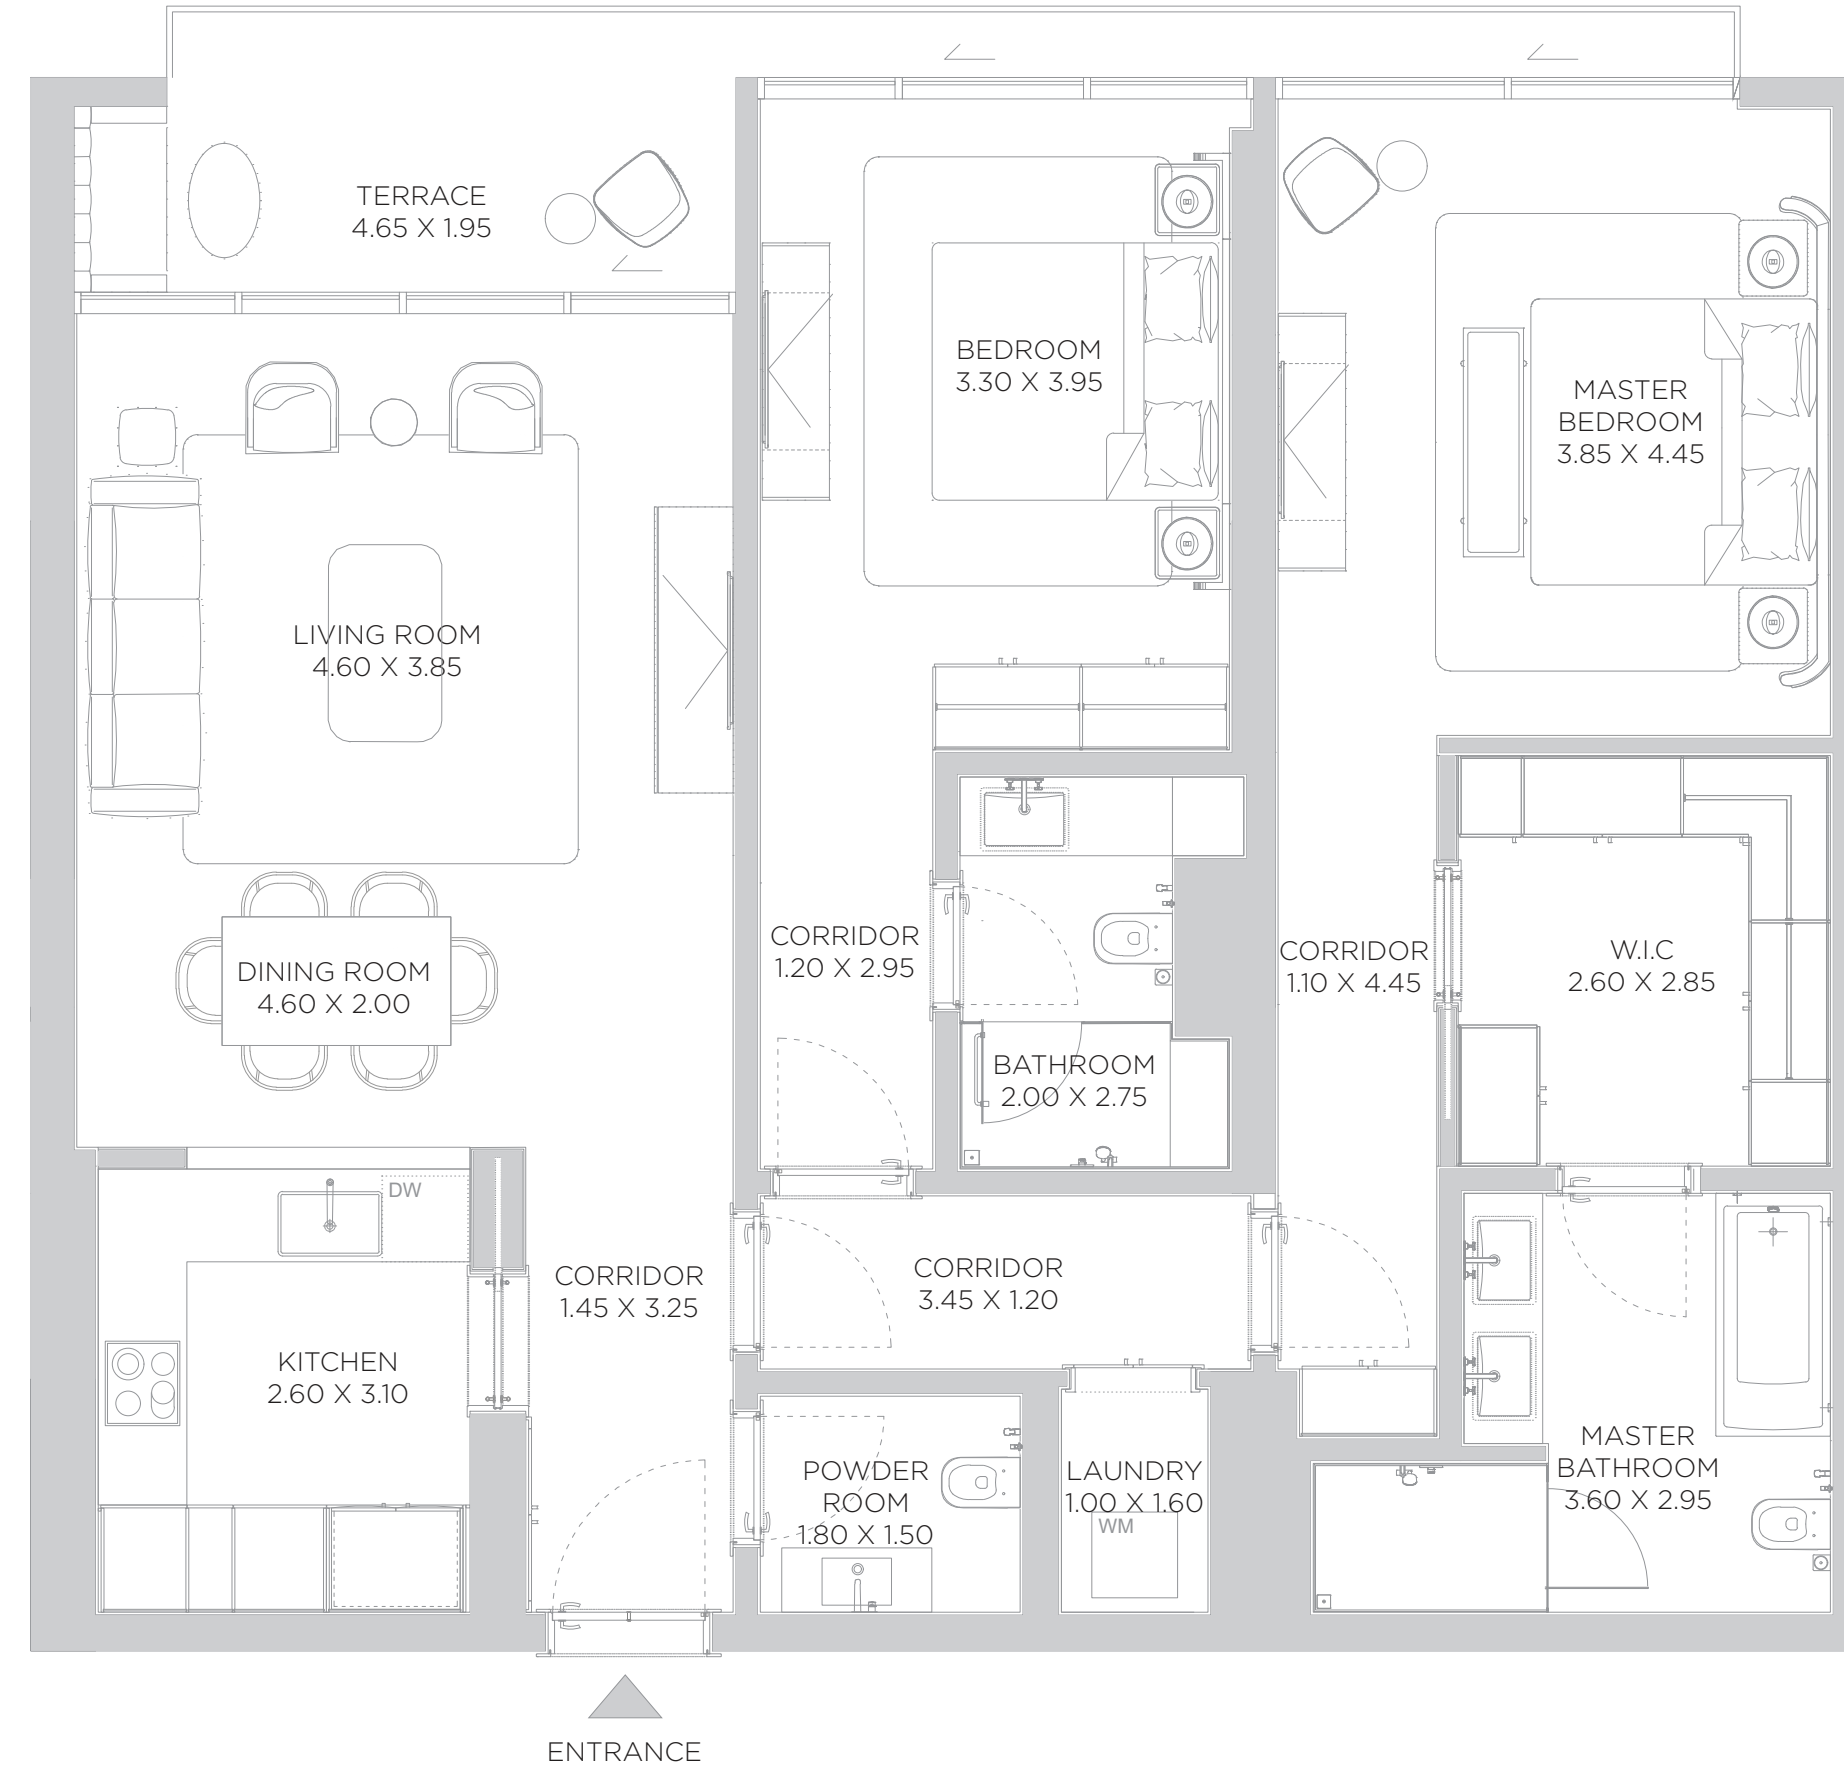 TERRACE
4.65 X 1.95
BEDROOM
3.30 X 3.95
MASTER
BEDROOM
3.85 X 4.45
LIVING ROOM
4.60 X 3.85
DINING ROOM
4.60 X 2.00
CORRIDOR
1.20 X 2.95
CORRIDOR
1.10 X 4.45
W.I.C
2.60 X 2.85
BATHROOM
2.00 X 2.75
DW
CORRIDOR
1.45 X 3.25
CORRIDOR
3.45 X 1.20
KITCHEN
2.60 X 3.10
POWDER
ROOM
1.80 X 1.50
LAUNDRY
1.00 X 1.60
WM
MASTER
BATHROOM
3.60 X 2.95
ENTRANCE